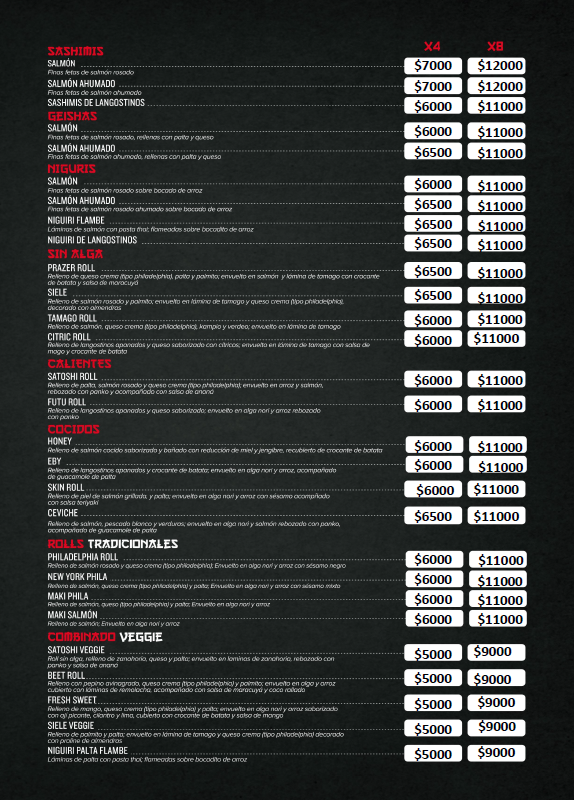 X4 X8
SASHIMIS
SALMÓN $7000 $12000
Finas fetas de salmón rosado
SALMÓN AHUMADO $7000 $12000
Finas fetas de salmón ahumado
SASHIMIS DE LANGOSTINOS $6000 $11000
GEISHAS
SALMÓN $6000 $11000
Finas fetas de salmón rosado, rellenas con palta y queso
SALMÓN AHUMADO $6500 $11000
Finas fetas de salmón ahumado, rellenas con palta y queso
NIGURIS
SALMÓN $6000 $11000
Finas fetas de salmón rosado sobre bocado de arroz
SALMÓN AHUMADO $6500 $11000
Finas fetas de salmón rosado ahumado sobre bocado de arroz
NIGUIRI FLAMBE $6500 $11000
Láminas de salmón con pasta thai; flameadas sobre bocadito de arroz
NIGUIRI DE LANGOSTINOS $6500 $11000
SIN ALGA
PRAZER ROLL $6500 $11000
Relleno de queso crema (tipo philadelphia), palta y palmito; envuelto en salmón y lámina de tamago con crocante
de batata y salsa de maracuyá
SIELE $6500 $11000
Relleno de salmón rosado y palmito; envuelto en lámina de tamago y queso crema (tipo philadelphia),
decorado con almendras
TAMAGO ROLL $6000 $11000
Relleno de salmón, queso crema (tipo philadelphia), kampio y verdeo; envuelto en lámina de tamago
CITRIC ROLL $6000 $11000
Relleno de langostinos apanados y queso saborizado con cítricos; envuelto en lámina de tamago con salsa de
mago y crocante de batata
CALIENTES
SATOSHI ROLL $6000 $11000
Relleno de palta, salmón rosado y queso crema (tipo philadelphia); envuelto en arroz y salmón,
rebozado con panko y acompañado con salsa de ananá
FUTU ROLL $6000 $11000
Relleno de langostinos apanados y queso saborizado; envuelto en alga nori y arroz rebozado
con panko
COCIDOS
HONEY $6000 $11000
Relleno de salmón cocido saborizado y bañado con reducción de miel y jengibre, recubierto de crocante de batata
EBY $6000 $11000
Relleno de langostinos apanados y crocante de batata; envuelto en alga nori y arroz, acompañado
de guacamole de palta
SKIN ROLL $6000 $11000
Relleno de piel de salmón grillada, y palta; envuelto en alga nori y arroz con sésamo acompñado
con salsa teriyaki
CEVICHE $6500 $11000
Relleno de salmón, pescado blanco y verduras; envuelto en alga nori y salmón rebozado con panko,
acompañado de guacamole de palta
ROLLS TRADICIONALES
PHILADELPHIA ROLL $6000 $11000
Relleno de salmón rosado y queso crema (tipo philadelphia); Envuelto en alga nori y arroz con sésamo negro
NEW YORK PHILA $6000 $11000
Relleno de salmón, queso crema (tipo philadelphia) y palta; Envuelto en alga nori y arroz con sésamo mixto
MAKI PHILA $6000 $11000
Relleno de salmón, queso (tipo philadelphia) y palta; Envuelto en alga nori y arroz
MAKI SALMÓN $6000 $11000
Relleno de salmón; Envuelto en alga nori y arroz
COMBINADO VEGGIE
SATOSHI VEGGIE $5000 $9000
Roll sin alga, relleno de zanahoria, queso y palta; envuelto en laminas de zanahoria, rebozado con
panko y salsa de ananá
BEET ROLL $5000 $9000
Relleno con pepino avinagrado, queso crema (tipo philadelphia) y palmito; envuelto en alga y arroz
cubierto con láminas de remolacha, acompañado con salsa de maracuyá y coco rallado
FRESH SWEET $5000 $9000
Relleno de mango, queso crema (tipo philadelphia) y palta; envuelto en alga nori y arroz saborizado
con ají picante, cilantro y lima, cubierto con crocante de batata y salsa de mango
SIELE VEGGIE $5000 $9000
Relleno de palmito y palta; envuelto en lámina de tamago y queso crema (tipo philadelphia) decorado
con praline de almendras
NIGUIRI PALTA FLAMBE $5000 $9000
Láminas de palta con pasta thai; flameadas sobre bocadito de arroz